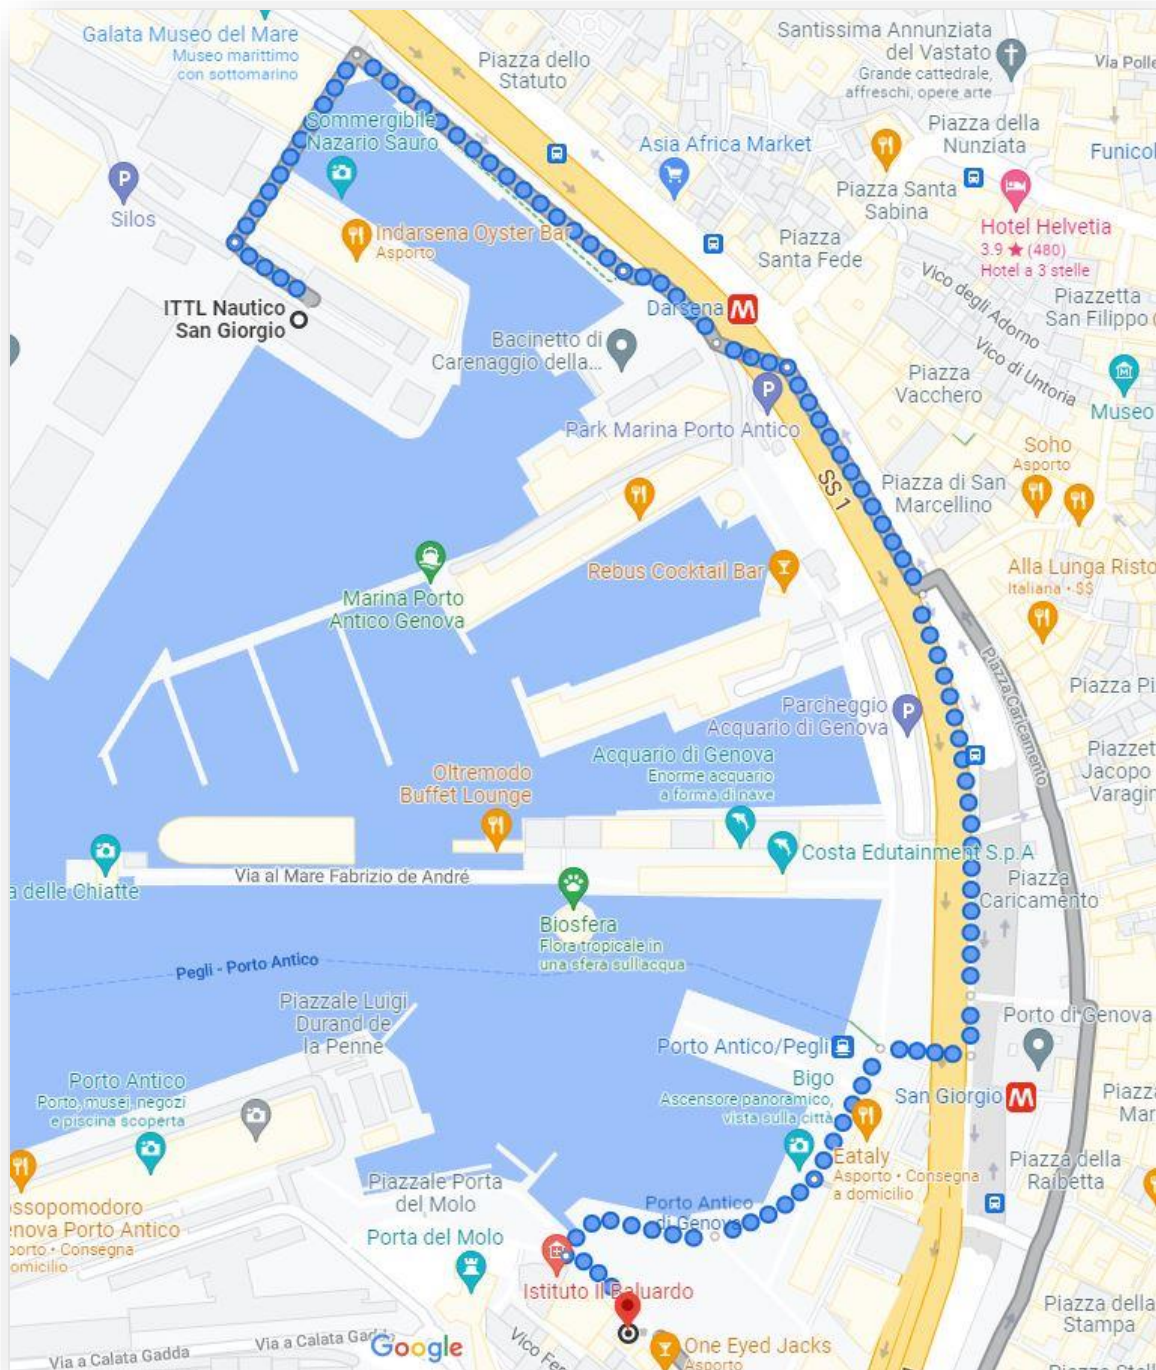 Galata Museo del Mare
Museo marittimo
con sottomarino
Piazza dello
Statuto
Santissima Annunziata
del Vastato
Grande cattedrale,
affreschi, opere arte
Via Polle
Sommergibile
Nazario Sauro
Asia Africa Market
Piazza della
Nunziata
Funicol
Silos
Piazza Santa
Sabina
Indarsena Oyster Bar
Asporto
Piazza
Santa Fede
Hotel Helvetia
3.9 ★ (480)
Hotel a 3 stelle
Vico degli Adorno
Piazzetta
San Filippo
ITTL Nautico
San Giorgio
Darsena
M
Bacinetto di
Carenaggio della...
Vico di Untoria
Piazza
Vacchero
P
Museo
Park Marina Porto Antico
Soho
Asporto
SS 1
Piazza di San
Marcellino
Rebus Cocktail Bar
Alla Lunga Risto
Italiana · $$
Marina Porto
Antico Genova
Piazza Caricamento
Piazza Pi
Parcheggio
Acquario di Genova
P
Acquario di Genova
Enorme acquario
a forma di nave
Piazzet
Jacopo
Varagin
Oltremodo
Buffet Lounge
Costa Edutainment S.p.A
a delle Chiatte
Via al Mare Fabrizio de André
Piazza
Caricamento
Biosfera
Flora tropicale in
una sfera sull'acqua
Pegli - Porto Antico
Piazzale Luigi
Durand de
la Penne
Porto di Genova
Porto Antico/Pegli
Porto Antico
Porto, musei, negozi
e piscina scoperta
Bigo
Ascensore panoramico,
vista sulla città
San Giorgio
M
Piazza
Mar
Eataly
Asporto · Consegna
a domicilio
Piazza della
Raibetta
Piazzale Porta
del Molo
Porto Antico
di Genova
ossopomodoro
enova Porto Antico
porto · Consegna
omicilio
Porta del Molo
Istituto Il Baluardo
Piazza della
Stampa
Via a Calata Gadda
Via a Calata Gadda
Google
Vico Fer
One Eyed Jacks
Asporto